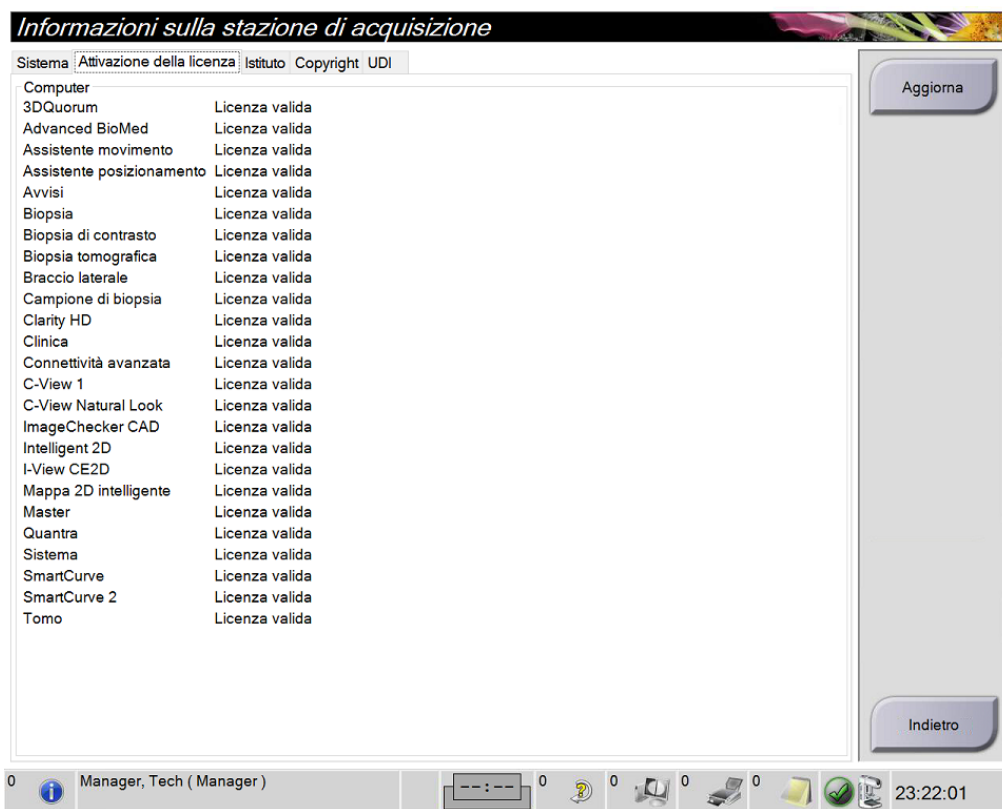 Informazioni sulla stazione di acquisizione
Sistema Attivazione della licenza Istituto Copyright UDI
Aggiorna
Computer
3DQuorum Licenza valida
Advanced BioMed Licenza valida
Assistente movimento Licenza valida
Assistente posizionamento Licenza valida
Avvisi Licenza valida
Biopsia Licenza valida
Biopsia di contrasto Licenza valida
Biopsia tomografica Licenza valida
Braccio laterale Licenza valida
Campione di biopsia Licenza valida
Clarity HD Licenza valida
Clinica Licenza valida
Connettività avanzata Licenza valida
C-View 1 Licenza valida
C-View Natural Look Licenza valida
ImageChecker CAD Licenza valida
Intelligent 2D Licenza valida
I-View CE2D Licenza valida
Mappa 2D intelligente Licenza valida
Master Licenza valida
Quantra Licenza valida
Sistema Licenza valida
SmartCurve Licenza valida
SmartCurve 2 Licenza valida
Tomo Licenza valida
Indietro
0 Manager, Tech ( Manager ) --:-- 0 0 0 0 23:22:01